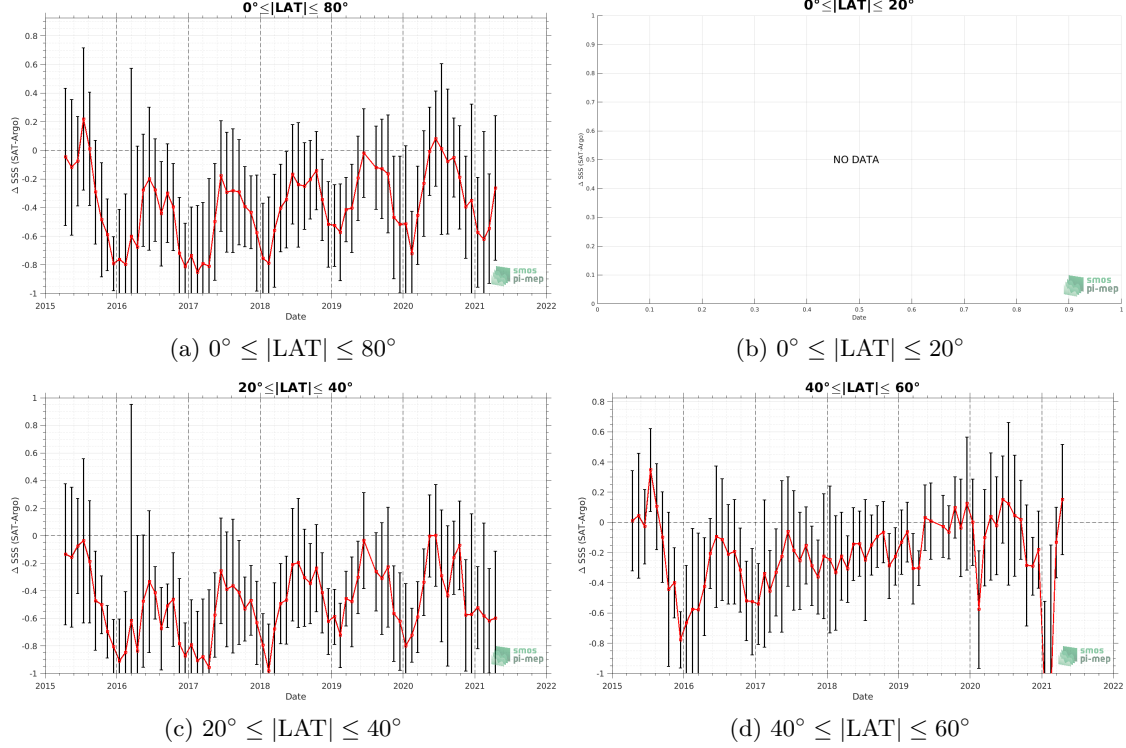 0°≤|LAT|≤ 80°
Δ SSS (SAT-Argo)
0.8
0.6
0.4
0.2
0
-0.2
-0.4
-0.6
-0.8
-1
2015 2016 2017 2018 2019 2020 2021 2022
Date
smos
pi-mep
(a) 0° ≤ |LAT| ≤ 80°
0°≤|LAT|≤ 20°
Δ SSS (SAT-Argo)
1
0.9
0.8
0.7
0.6
0.5
0.4
0.3
0.2
0.1
0
NO DATA
0 0.1 0.2 0.3 0.4 0.5 0.6 0.7 0.8 0.9 1
Date
smos
pi-mep
(b) 0° ≤ |LAT| ≤ 20°
20°≤|LAT|≤ 40°
Δ SSS (SAT-Argo)
1
0.8
0.6
0.4
0.2
0
-0.2
-0.4
-0.6
-0.8
-1
2015 2016 2017 2018 2019 2020 2021 2022
Date
smos
pi-mep
(c) 20° ≤ |LAT| ≤ 40°
40°≤|LAT|≤ 60°
Δ SSS (SAT-Argo)
0.8
0.6
0.4
0.2
0
-0.2
-0.4
-0.6
-0.8
-1
2015 2016 2017 2018 2019 2020 2021 2022
Date
smos
pi-mep
(d) 40° ≤ |LAT| ≤ 60°